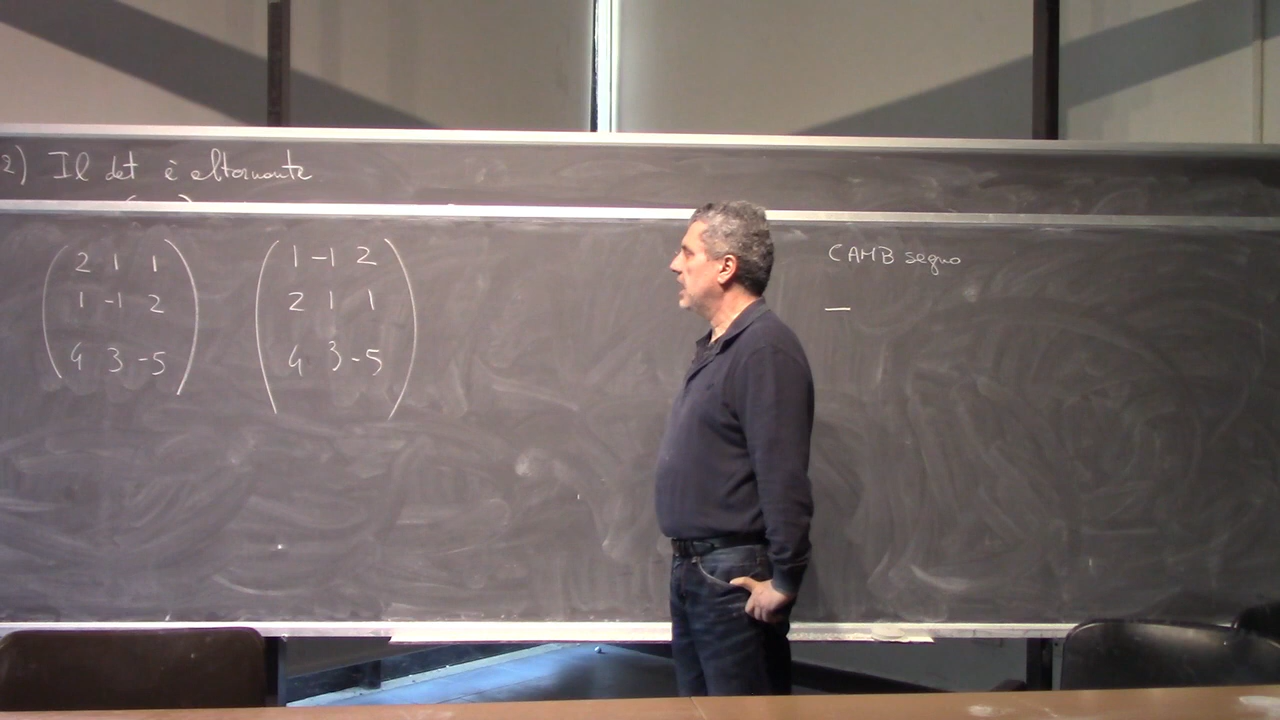 2) Il det è alternante
2 1 1
1 -1 2
4 3 -5
1 -1 2
2 1 1
4 3 -5
CAMB segno
—